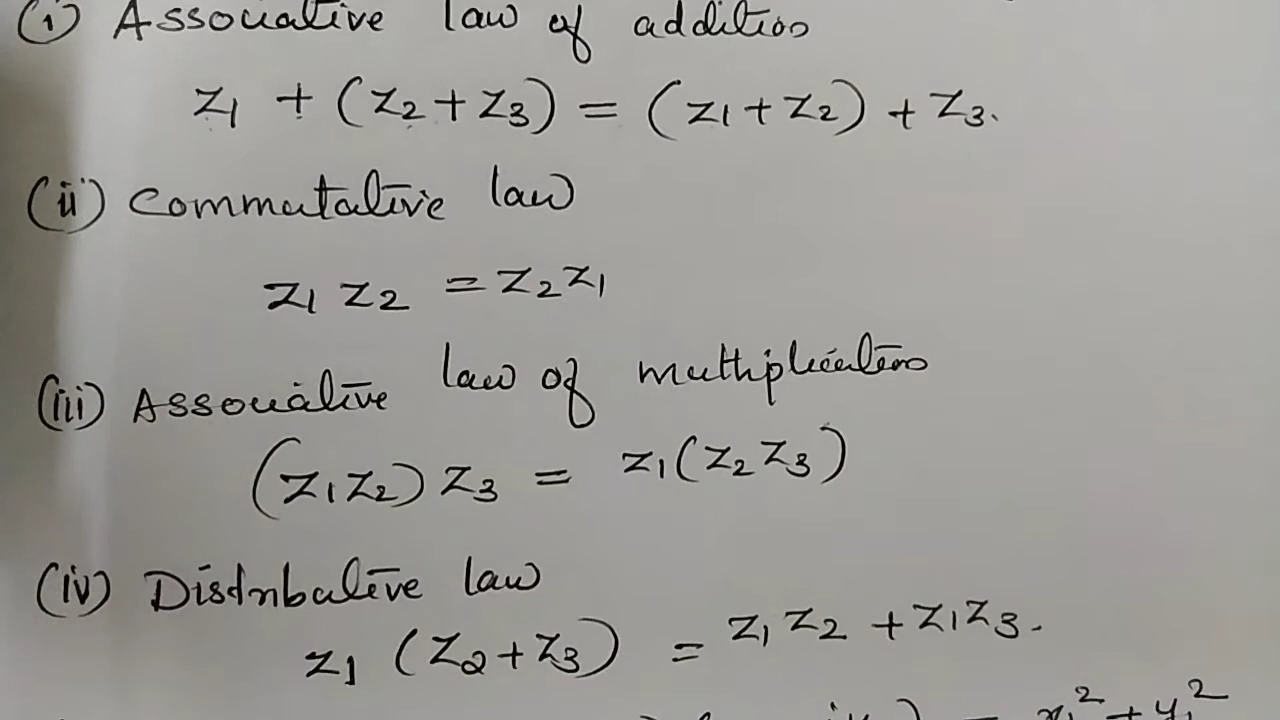 (i) Associative law of addition
z₁ + (z₂ + z₃) = (z₁ + z₂) + z₃.
(ii) Commutative law
z₁ z₂ = z₂ z₁
(iii) Associative law of multiplication
(z₁ z₂) z₃ = z₁ (z₂ z₃)
(iv) Distributive law
z₁ (z₂ + z₃) = z₁ z₂ + z₁ z₃.
= x₁² + y₁²